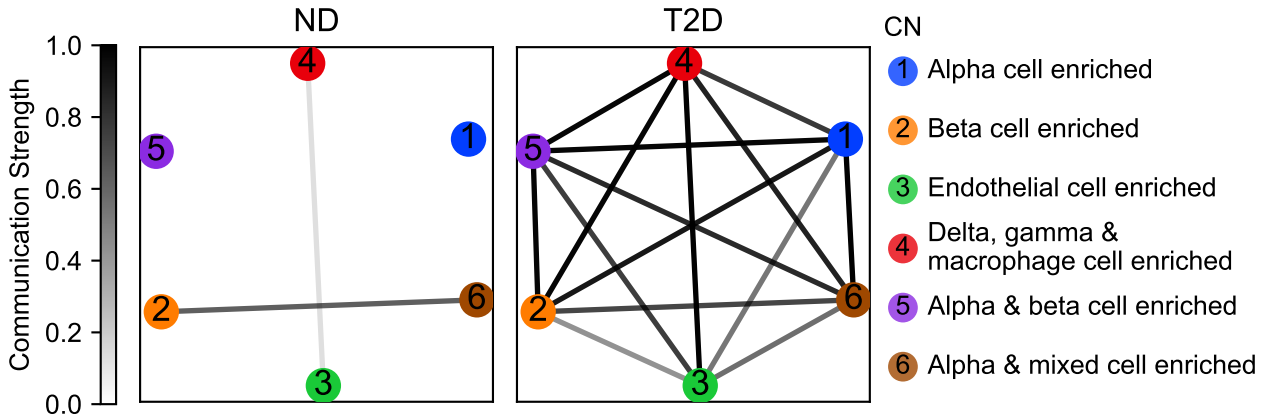 ND
T2D
CN
Communication Strength
1.0
0.8
0.6
0.4
0.2
0.0
4
1
5
2
6
3
4
1
5
2
6
3
1 Alpha cell enriched
2 Beta cell enriched
3 Endothelial cell enriched
4 Delta, gamma &
macrophage cell enriched
5 Alpha & beta cell enriched
6 Alpha & mixed cell enriched